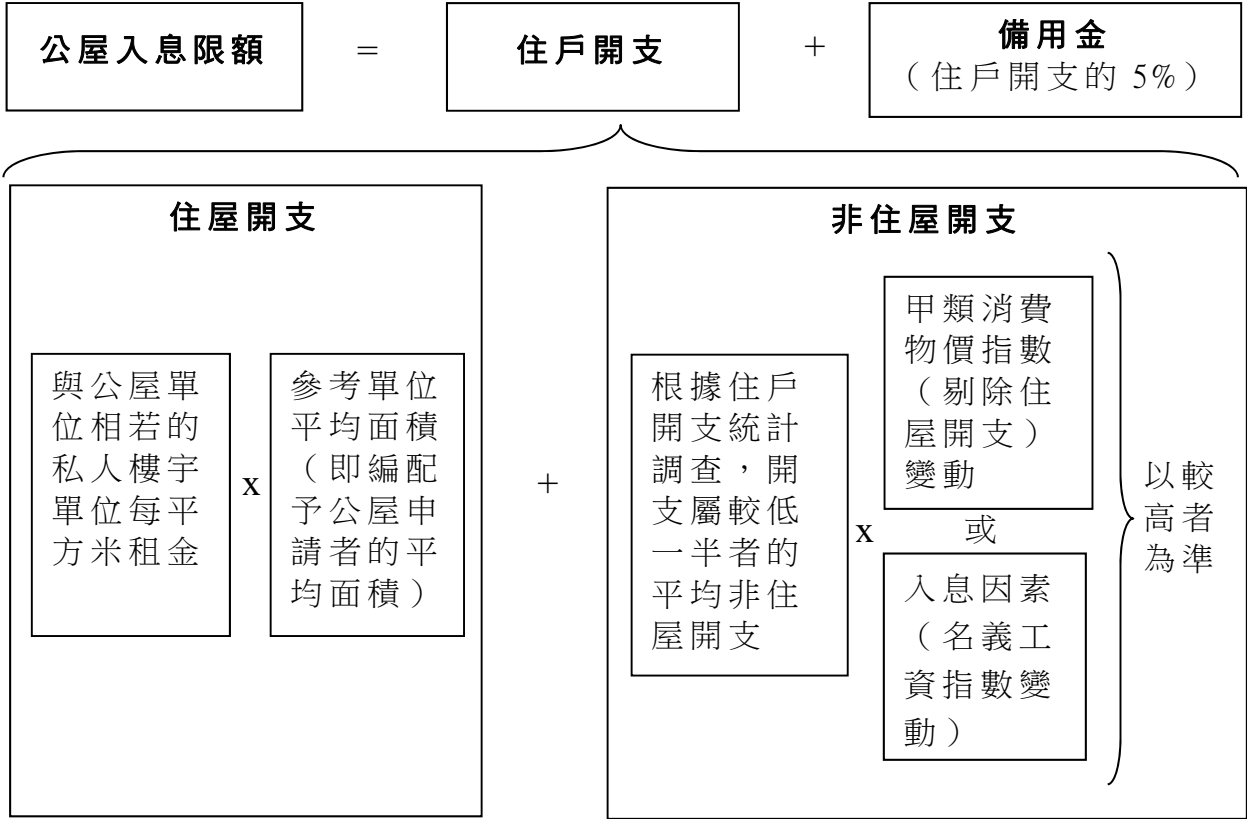 公屋入息限額
=
住戶開支
+
備用金
（住戶開支的 5%）
住屋開支
與公屋單
位相若的
私人樓宇
單位每平
方米租金
x
參考單位
平均面積
（即編配
予公屋申
請者的平
均面積）
+
非住屋開支
根據住戶
開支統計
調查，開
支屬較低
一半者的
平均非住
屋開支
x
甲類消費
物價指數
（剔除住
屋開支）
變動
或
入息因素
（名義工
資指數變
動）
以較
高者
為準